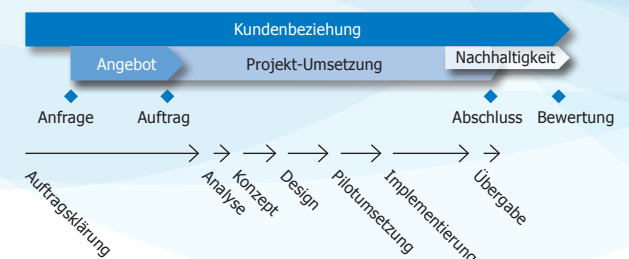 Kundenbeziehung
Angebot
Projekt-Umsetzung
Nachhaltigkeit
Anfrage
Auftrag
Abschluss
Bewertung
Auftragsklärung
Analyse
Konzept
Design
Pilotumsetzung
Implementierung
Übergabe